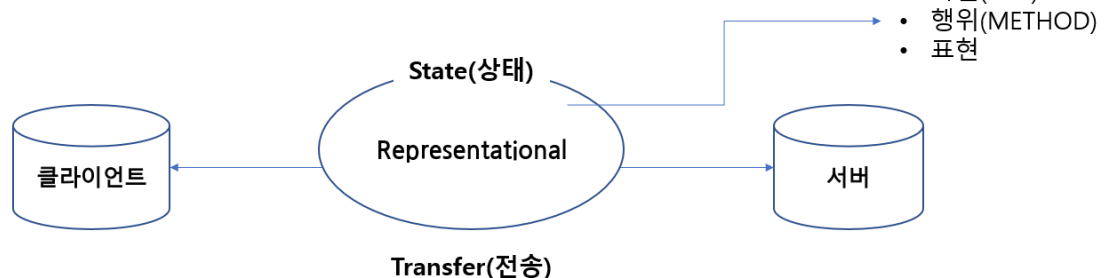 • 행위(METHOD)
• 표현
State(상태)
Representational
클라이언트
서버
Transfer(전송)